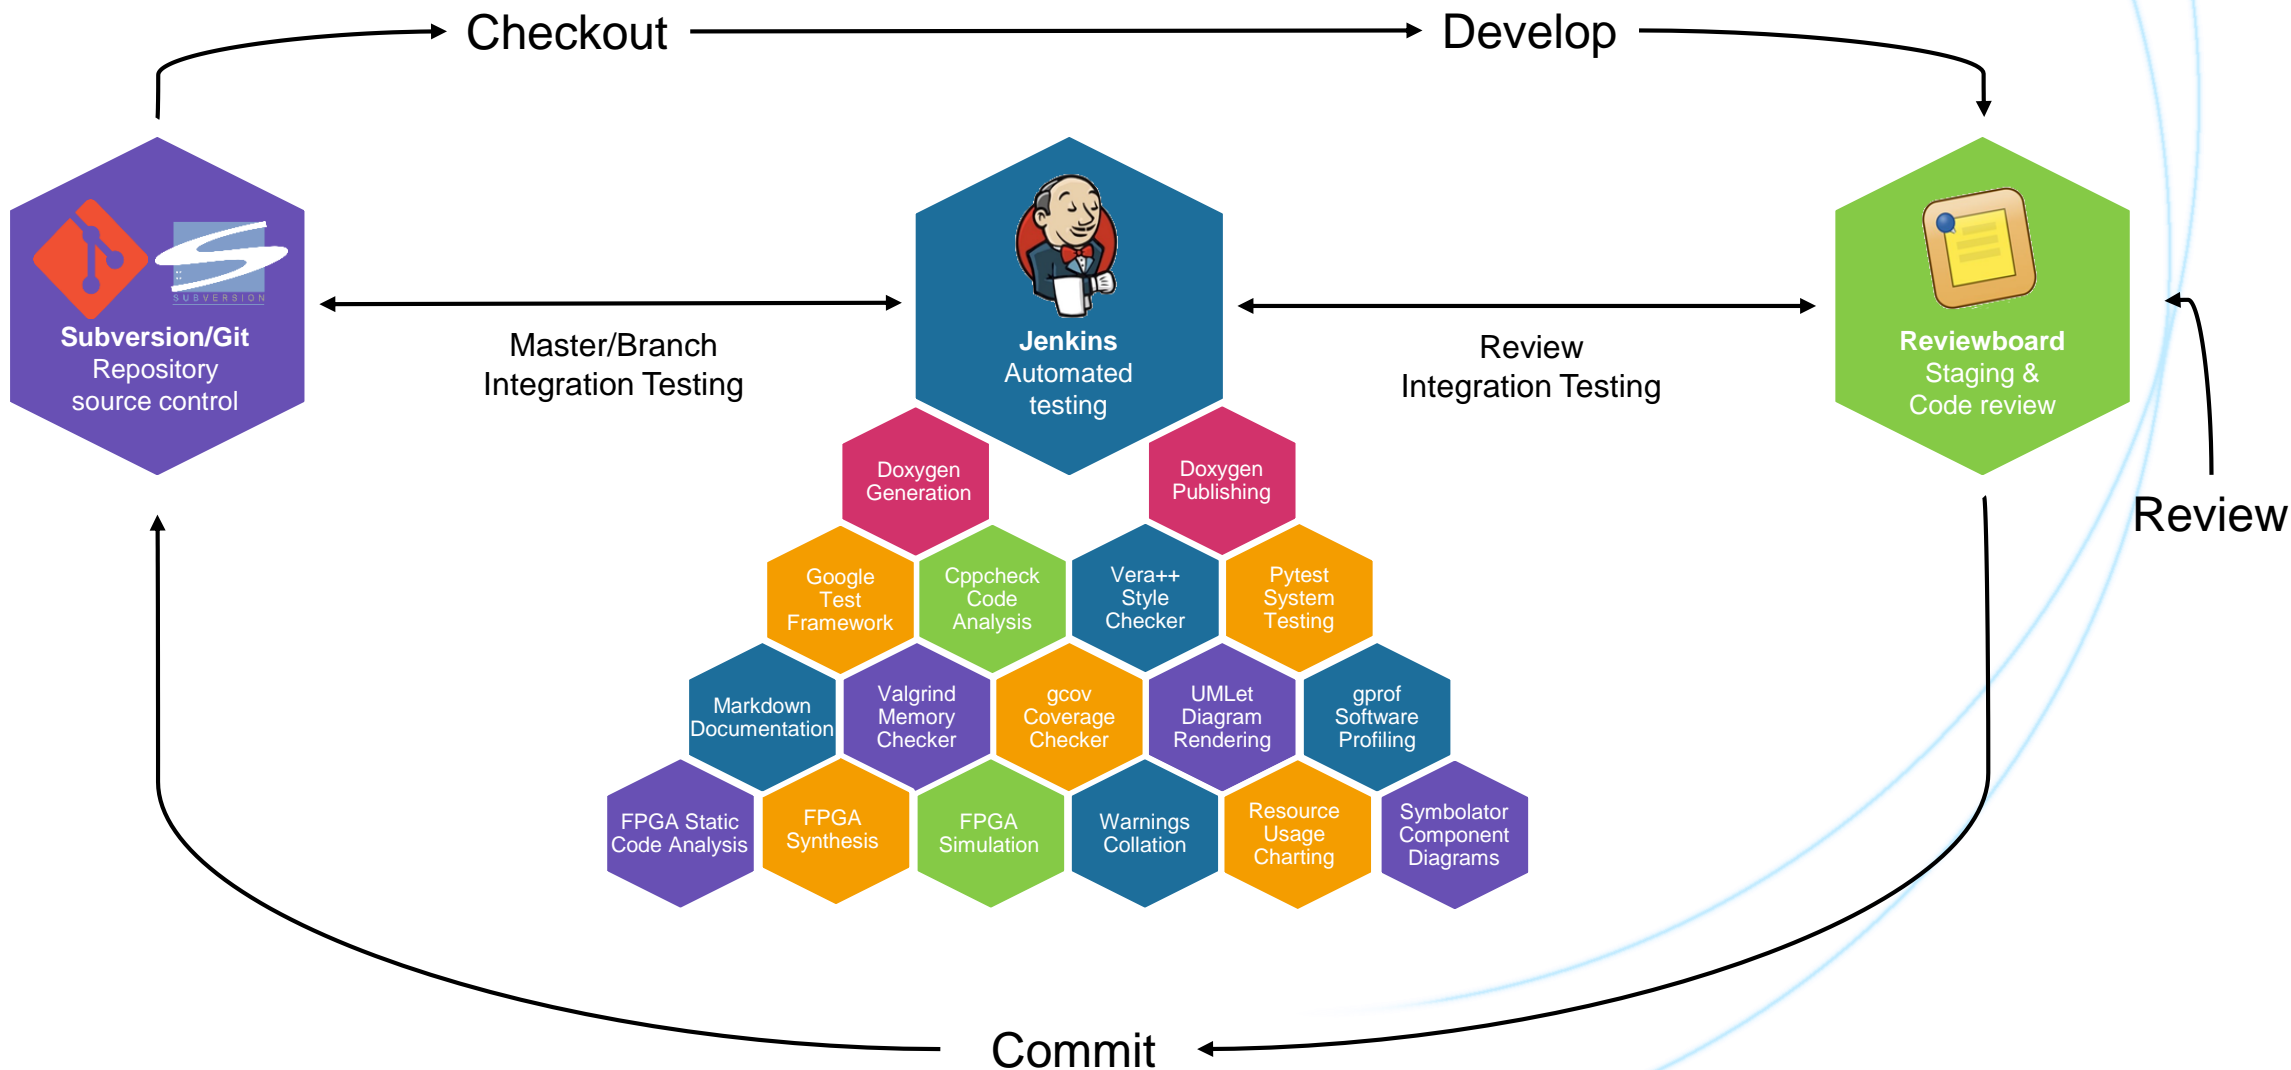 Checkout
Develop
SUBVERSION
Subversion/Git
Repository
source control
Master/Branch
Integration Testing
Jenkins
Automated
testing
Review
Integration Testing
Reviewboard
Staging &
Code review
Review
Doxygen
Generation
Doxygen
Publishing
Google
Test
Framework
Cppcheck
Code
Analysis
Vera++
Style
Checker
Pytest
System
Testing
Markdown
Documentation
Valgrind
Memory
Checker
gcov
Coverage
Checker
UMLet
Diagram
Rendering
gprof
Software
Profiling
FPGA Static
Code Analysis
FPGA
Synthesis
FPGA
Simulation
Warnings
Collation
Resource
Usage
Charting
Symbolator
Component
Diagrams
Commit